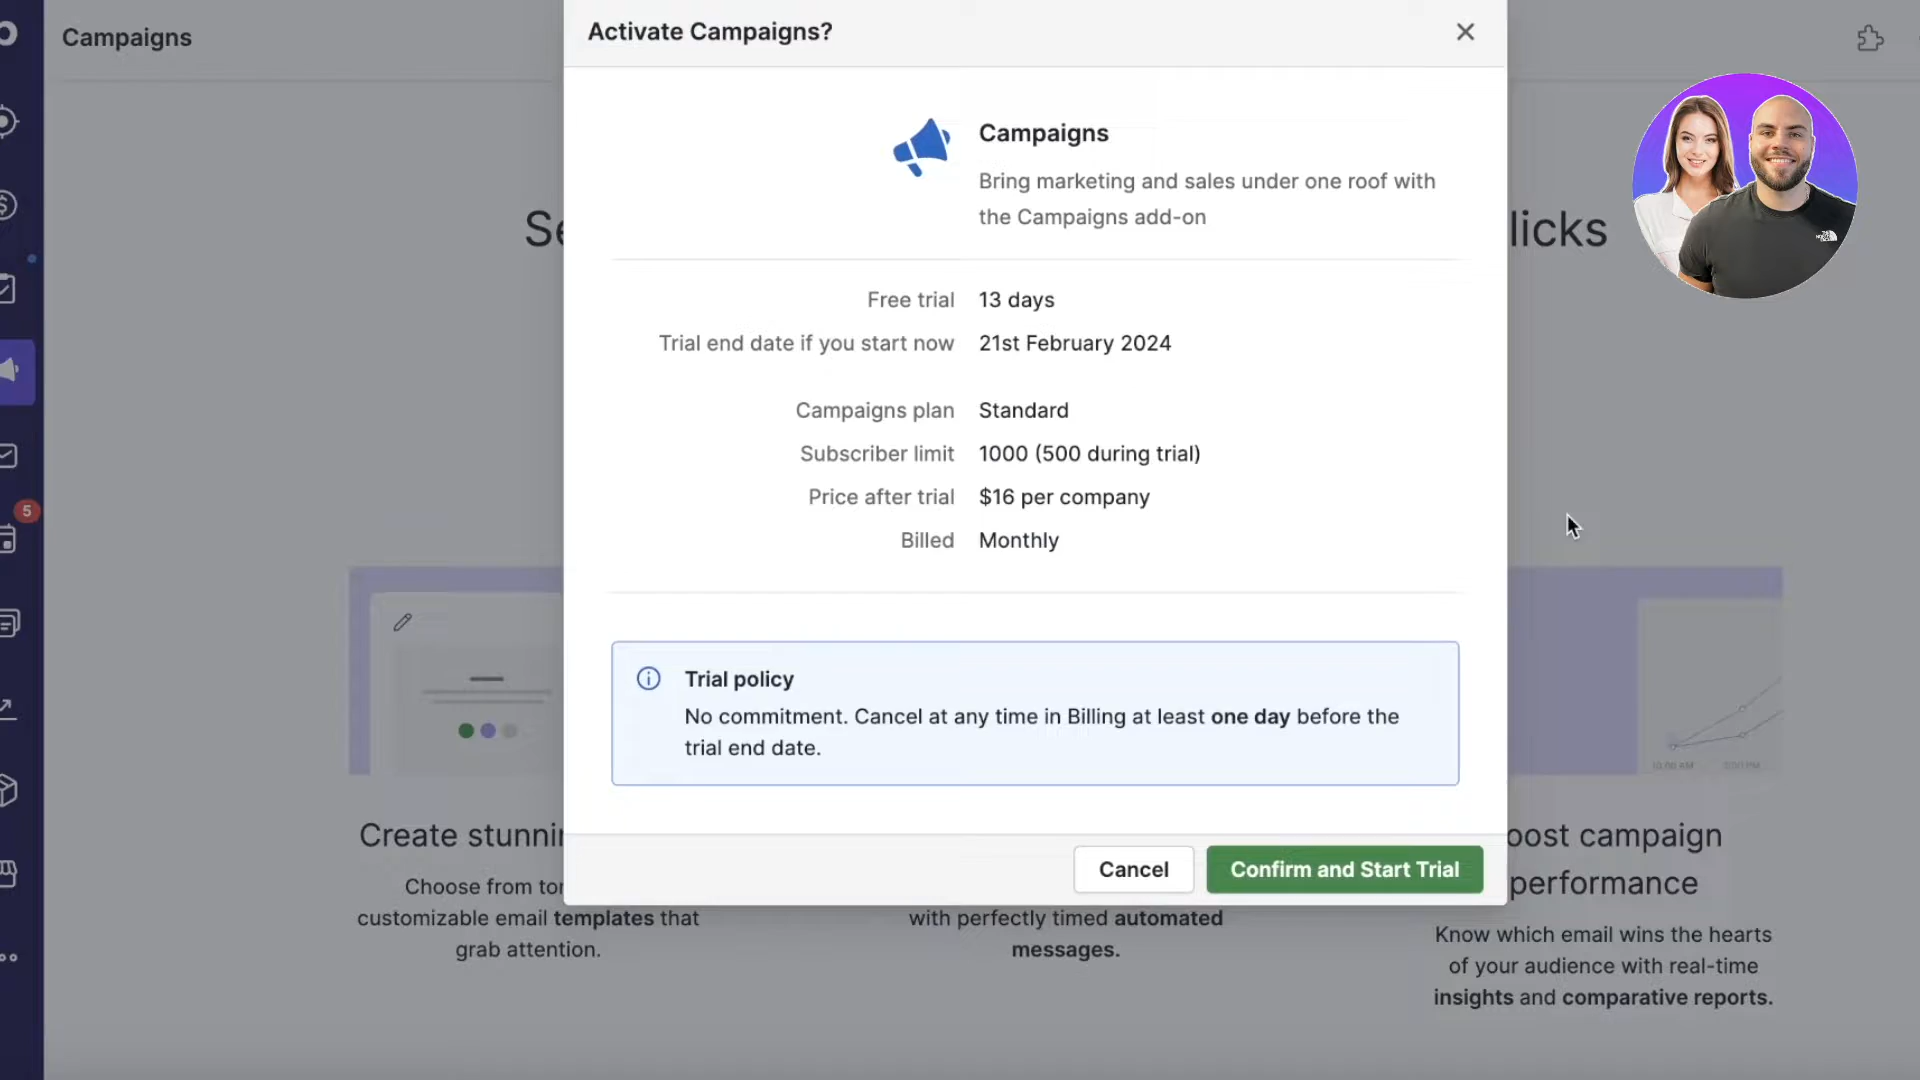 Campaigns
Activate Campaigns?
Campaigns
Bring marketing and sales under one roof with
the Campaigns add-on
Se
licks
Free trial 13 days
Trial end date if you start now 21st February 2024
Campaigns plan Standard
Subscriber limit 1000 (500 during trial)
Price after trial $16 per company
Billed Monthly
5
Trial policy
No commitment. Cancel at any time in Billing at least one day before the
trial end date.
10:00 AM
Cancel
Confirm and Start Trial
Create stunni
Choose from to
customizable email templates that
grab attention.
with perfectly timed automated
messages.
oost campaign
performance
Know which email wins the hearts
of your audience with real-time
insights and comparative reports.